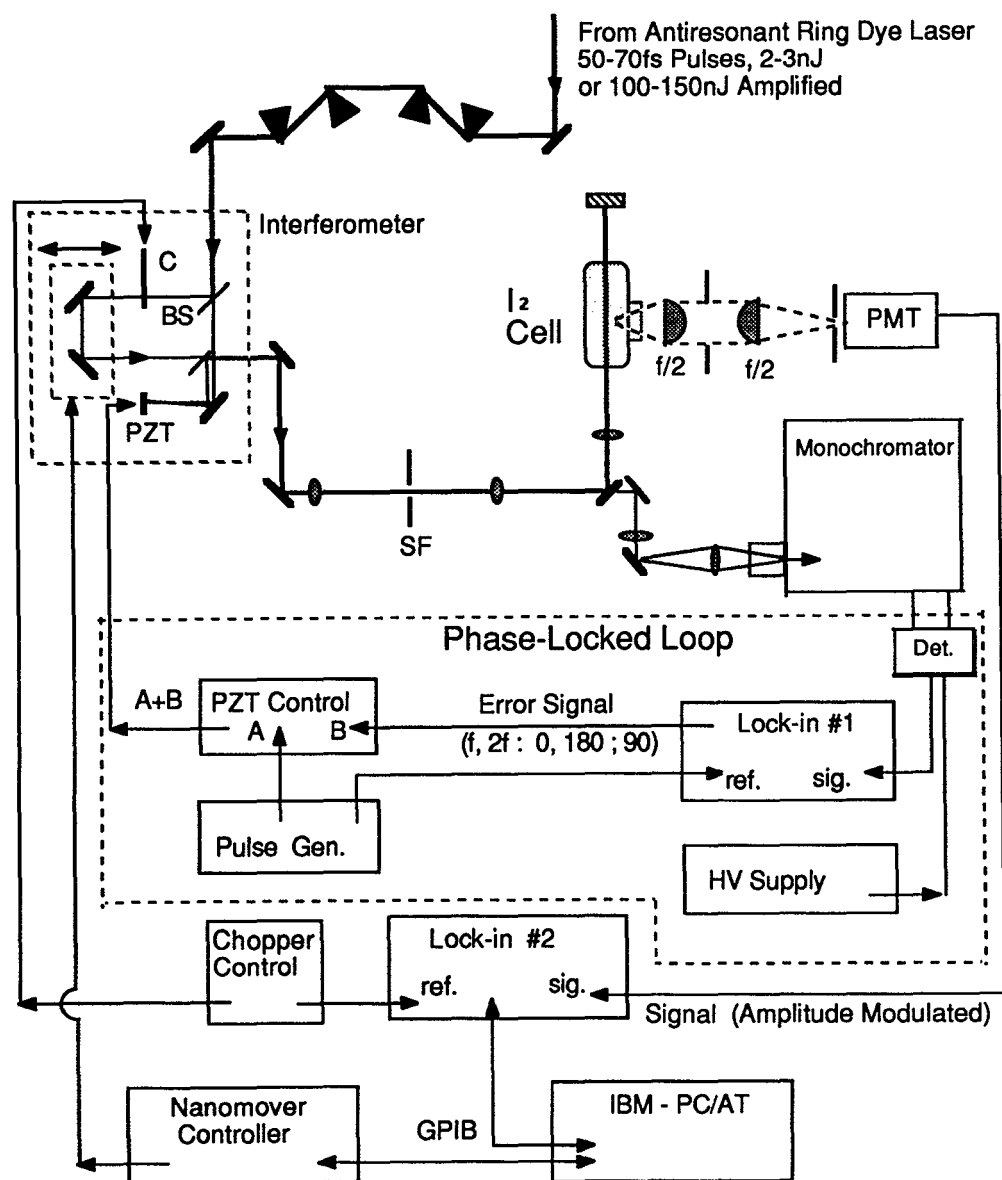 From Antiresonant Ring Dye Laser
50-70fs Pulses, 2-3nJ
or 100-150nJ Amplified
Interferometer
C
BS
PZT
I2
Cell
f/2
f/2
PMT
Monochromator
SF
Phase-Locked Loop
Det.
A+B
PZT Control
A
B
Error Signal
(f, 2f : 0, 180 ; 90)
Lock-in #1
ref.
sig.
Pulse Gen.
HV Supply
Chopper
Control
Lock-in #2
ref.
sig.
Signal (Amplitude Modulated)
Nanomover
Controller
GPIB
IBM - PC/AT